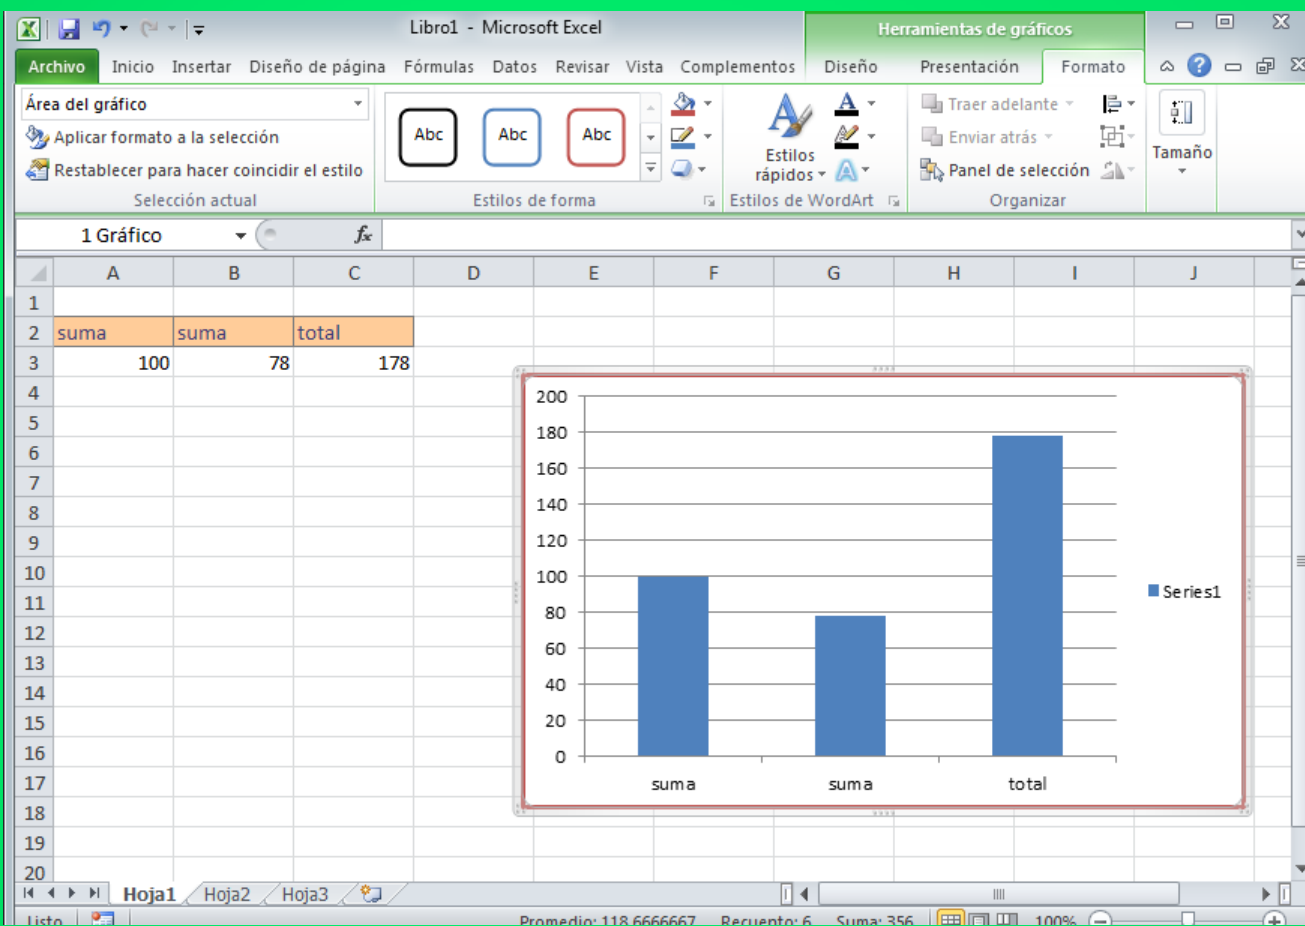 Libro1 - Microsoft Excel
Herramientas de gráficos
Archivo Inicio Insertar Diseño de página Fórmulas Datos Revisar Vista Complementos Diseño Presentación Formato
Área del gráfico
Aplicar formato a la selección
Restablecer para hacer coincidir el estilo
Selección actual
Abc Abc Abc
Estilos de forma
Estilos
rápidos
Estilos de WordArt
Traer adelante
Enviar atrás
Panel de selección
Organizar
Tamaño
1 Gráfico fx
A B C D E F G H I J
1
2 suma suma total
3 100 78 178
4
5
6
7
8
9
10
11
12
13
14
15
16
17
18
19
20
200
180
160
140
120
100
80
60
40
20
0
suma suma total
Series1
Hoja1 Hoja2 Hoja3
Listo Promedio: 118,6666667 Recuento: 6 Suma: 356 100%